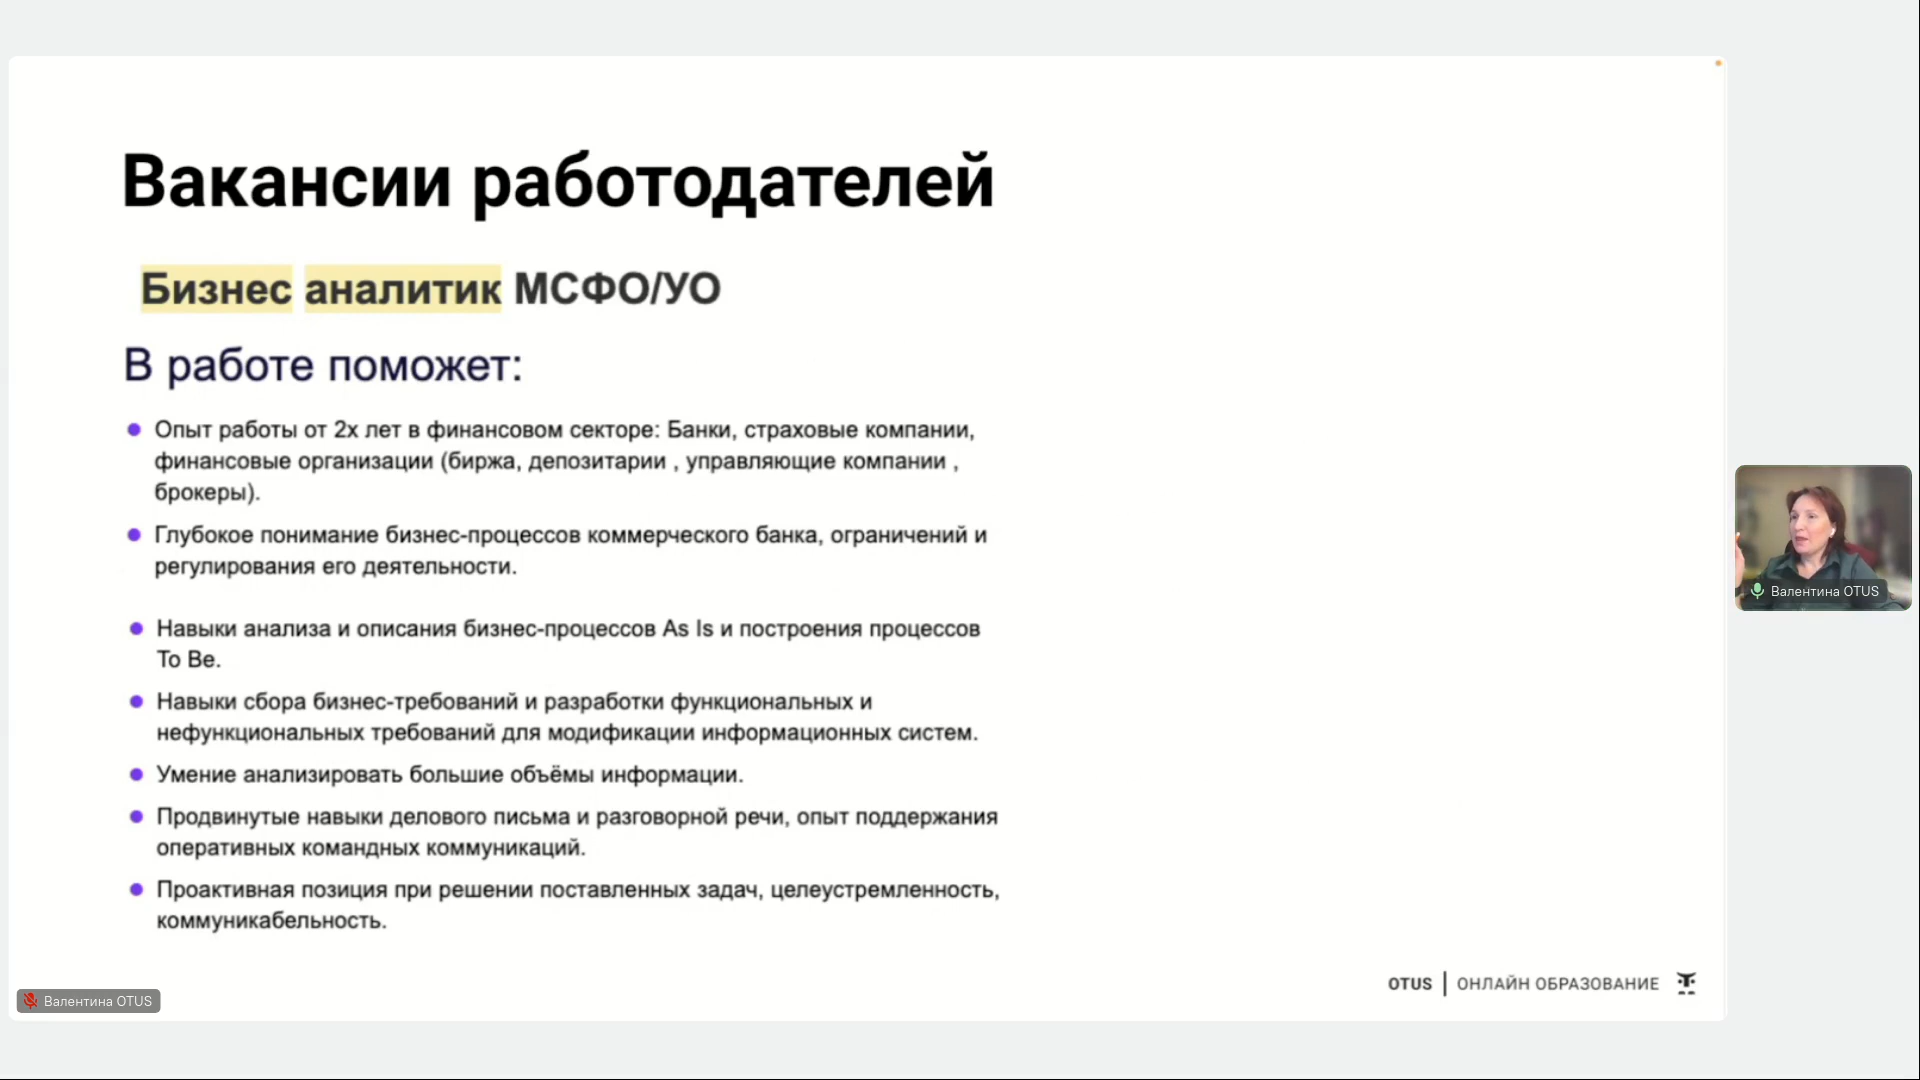 Вакансии работодателей
Бизнес аналитик МСФО/УО
В работе поможет:
Опыт работы от 2х лет в финансовом секторе: Банки, страховые компании,
финансовые организации (биржа, депозитарии , управляющие компании ,
брокеры).
Глубокое понимание бизнес-процессов коммерческого банка, ограничений и
регулирования его деятельности.
Навыки анализа и описания бизнес-процессов As Is и построения процессов
To Be.
Навыки сбора бизнес-требований и разработки функциональных и
нефункциональных требований для модификации информационных систем.
Умение анализировать большие объёмы информации.
Продвинутые навыки делового письма и разговорной речи, опыт поддержания
оперативных командных коммуникаций.
Проактивная позиция при решении поставленных задач, целеустремленность,
коммуникабельность.
Валентина OTUS
OTUS | ОНЛАЙН ОБРАЗОВАНИЕ
Валентина OTUS